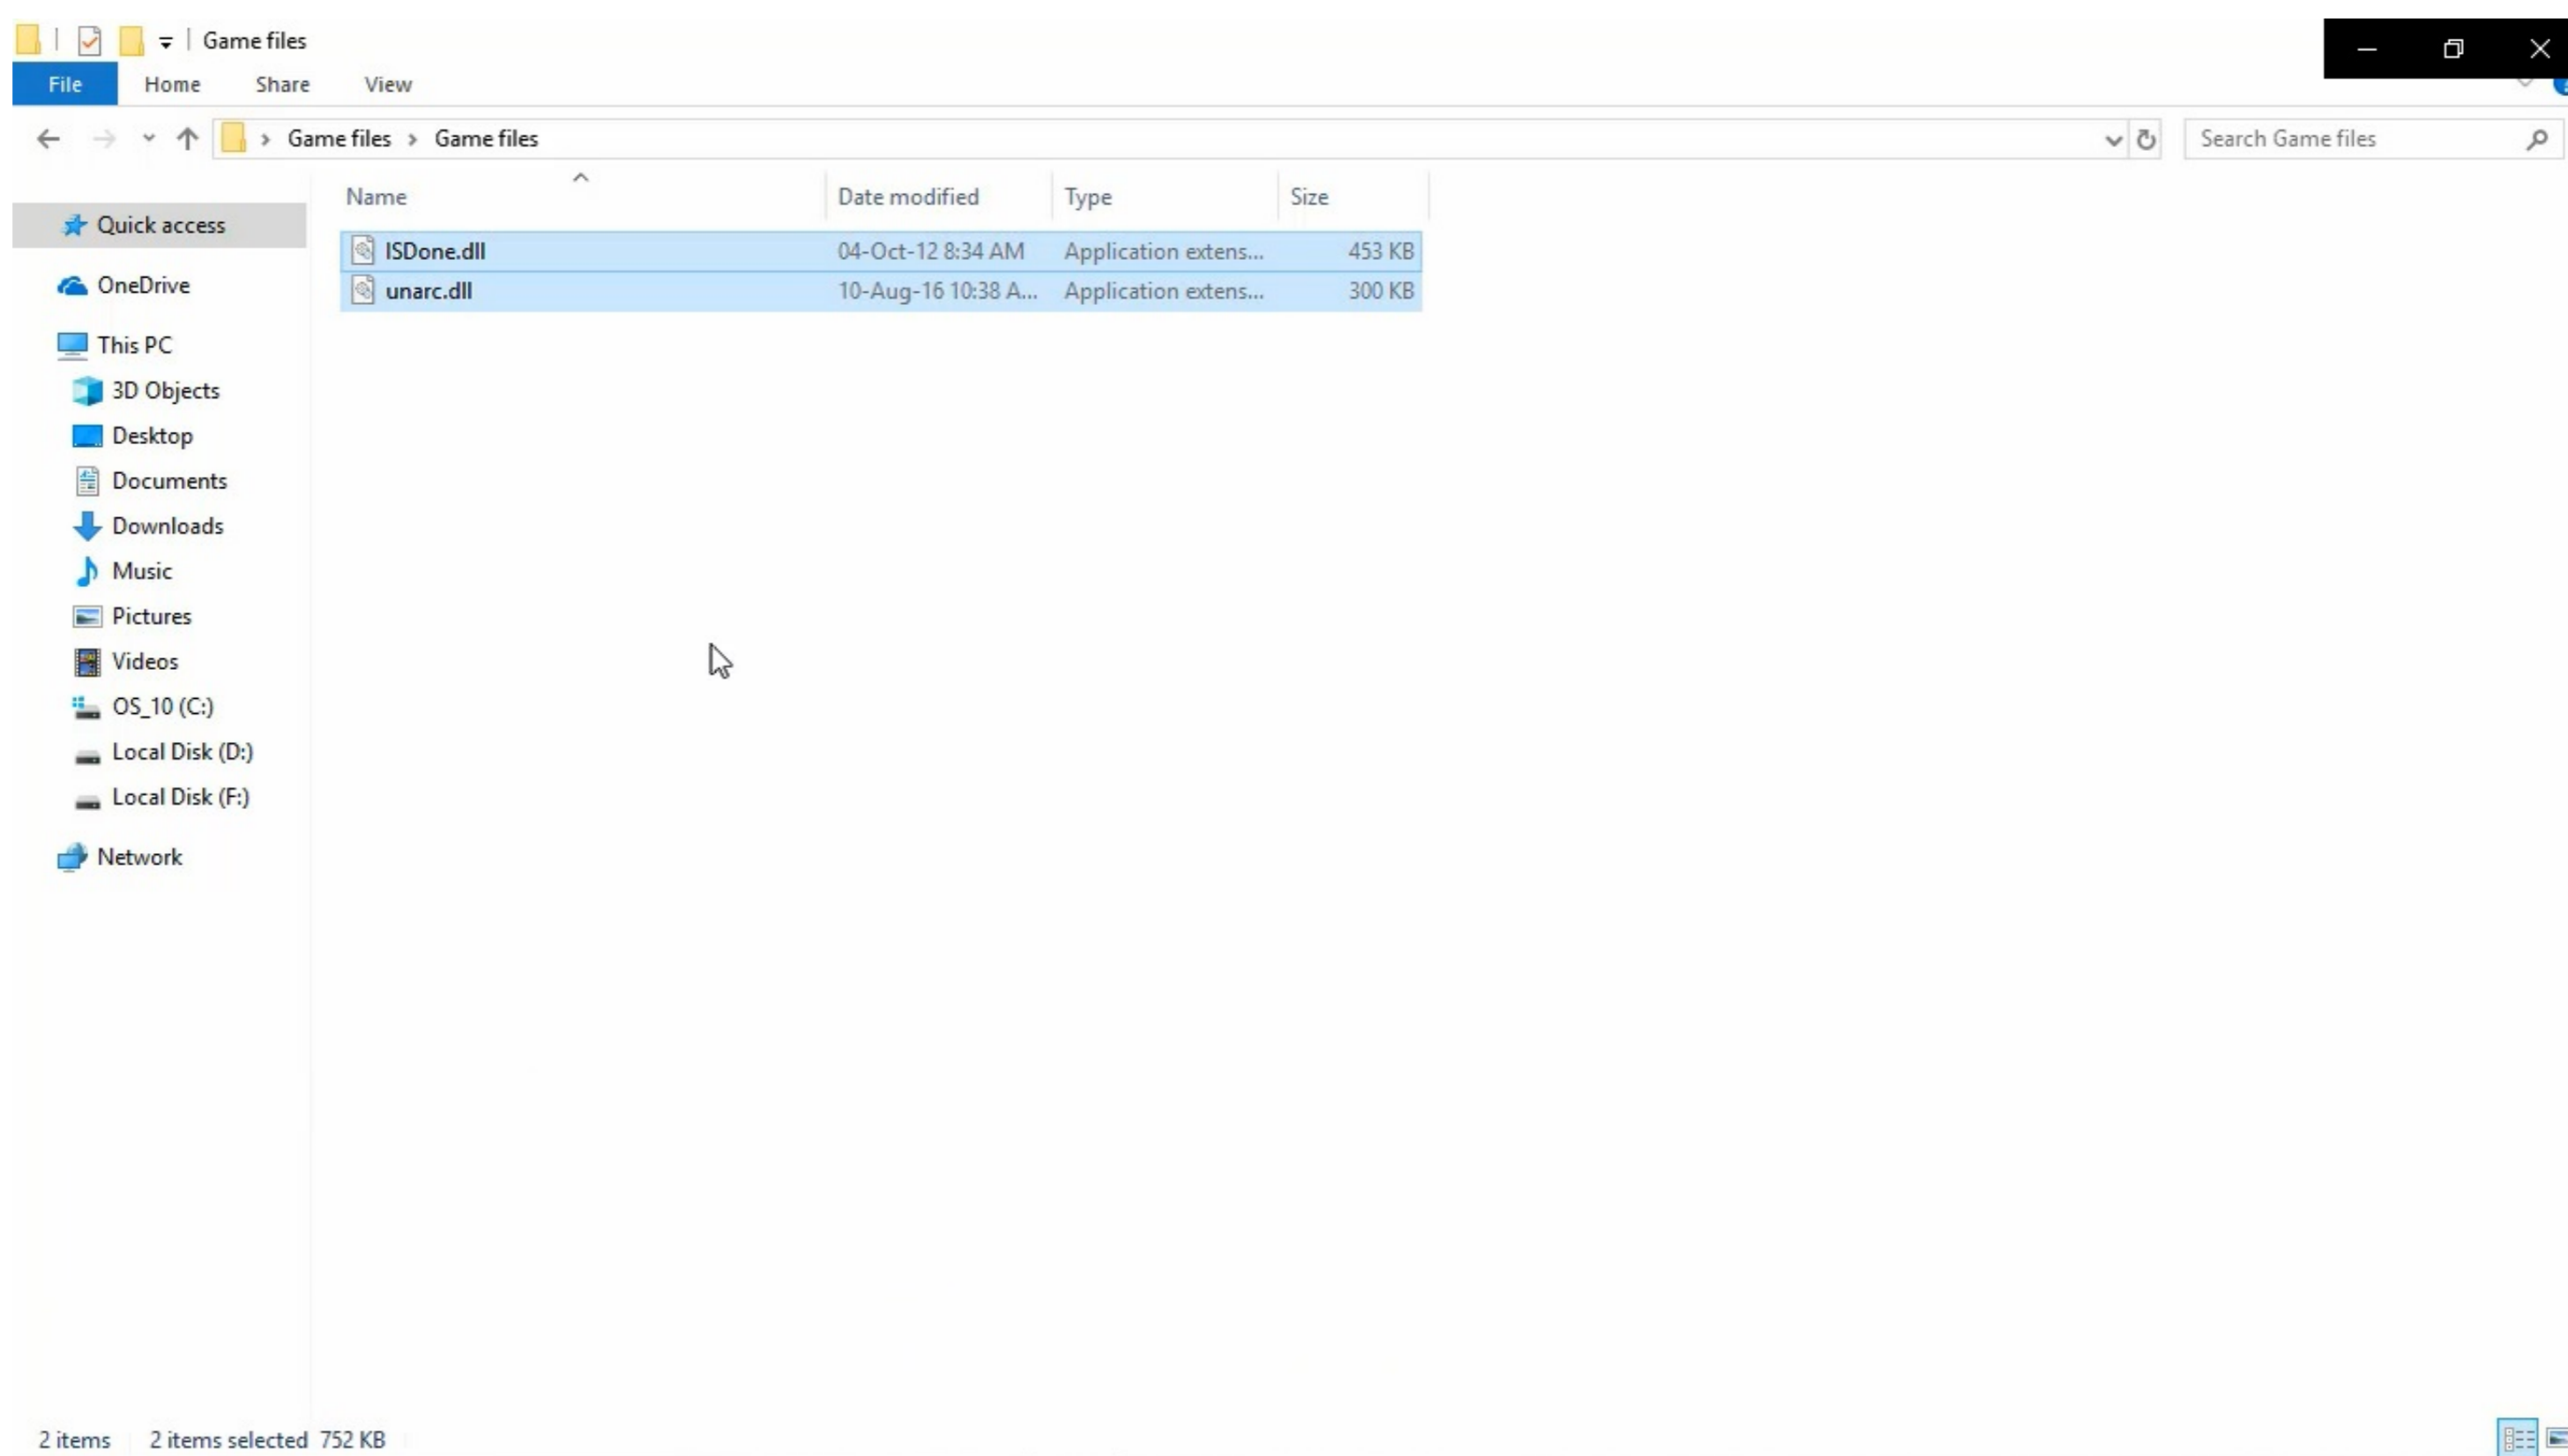 Game files
File Home Share View
Game files > Game files
Search Game files
Name Date modified Type Size
Quick access
ISDone.dll 04-Oct-12 8:34 AM Application extens... 453 KB
unarc.dll 10-Aug-16 10:38 A... Application extens... 300 KB
OneDrive
This PC
3D Objects
Desktop
Documents
Downloads
Music
Pictures
Videos
OS_10 (C:)
Local Disk (D:)
Local Disk (F:)
Network
2 items 2 items selected 752 KB